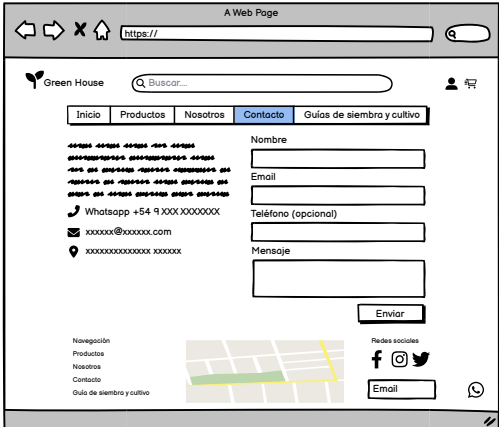 A Web Page
https://
Green House
Buscar...
Inicio
Productos
Nosotros
Contacto
Guías de siembra y cultivo
Whatsapp +54 9 XXX XXXXXXX
xxxxxx@xxxxxx.com
xxxxxxxxxxxxxx xxxxxx
Nombre
Email
Teléfono (opcional)
Mensaje
Enviar
Navegación
Productos
Nosotros
Contacto
Guía de siembra y cultivo
Redes sociales
Email